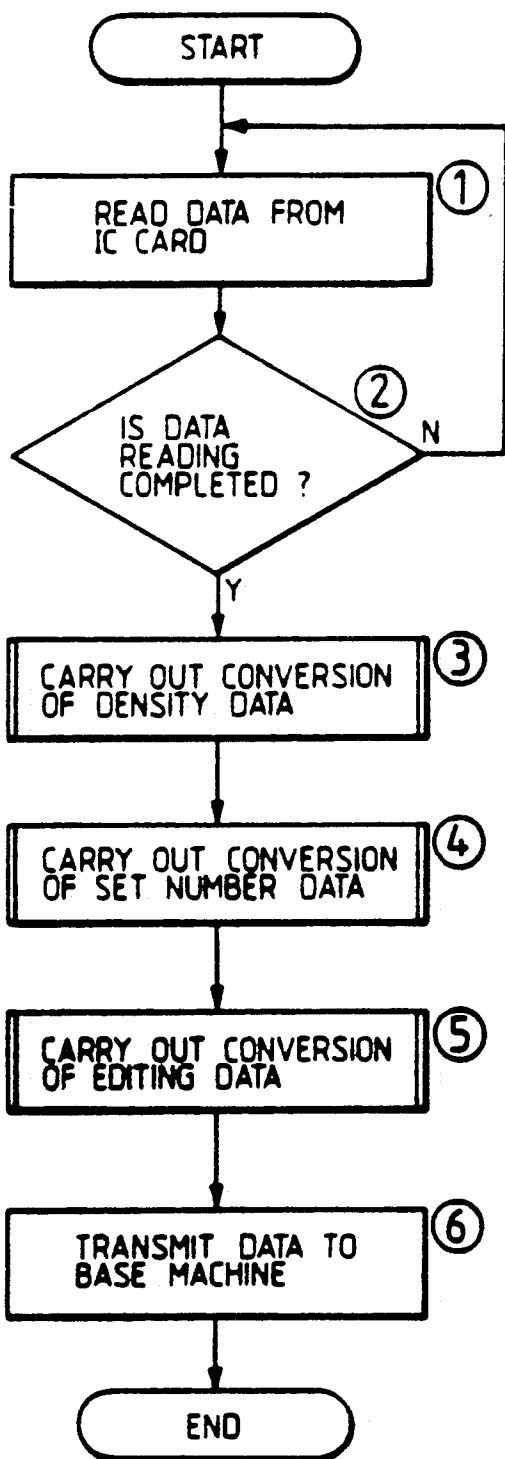 START
①
READ DATA FROM
IC CARD
②
IS DATA
READING
COMPLETED ?
N
Y
③
CARRY OUT CONVERSION
OF DENSITY DATA
④
CARRY OUT CONVERSION
OF SET NUMBER DATA
⑤
CARRY OUT CONVERSION
OF EDITING DATA
⑥
TRANSMIT DATA TO
BASE MACHINE
END